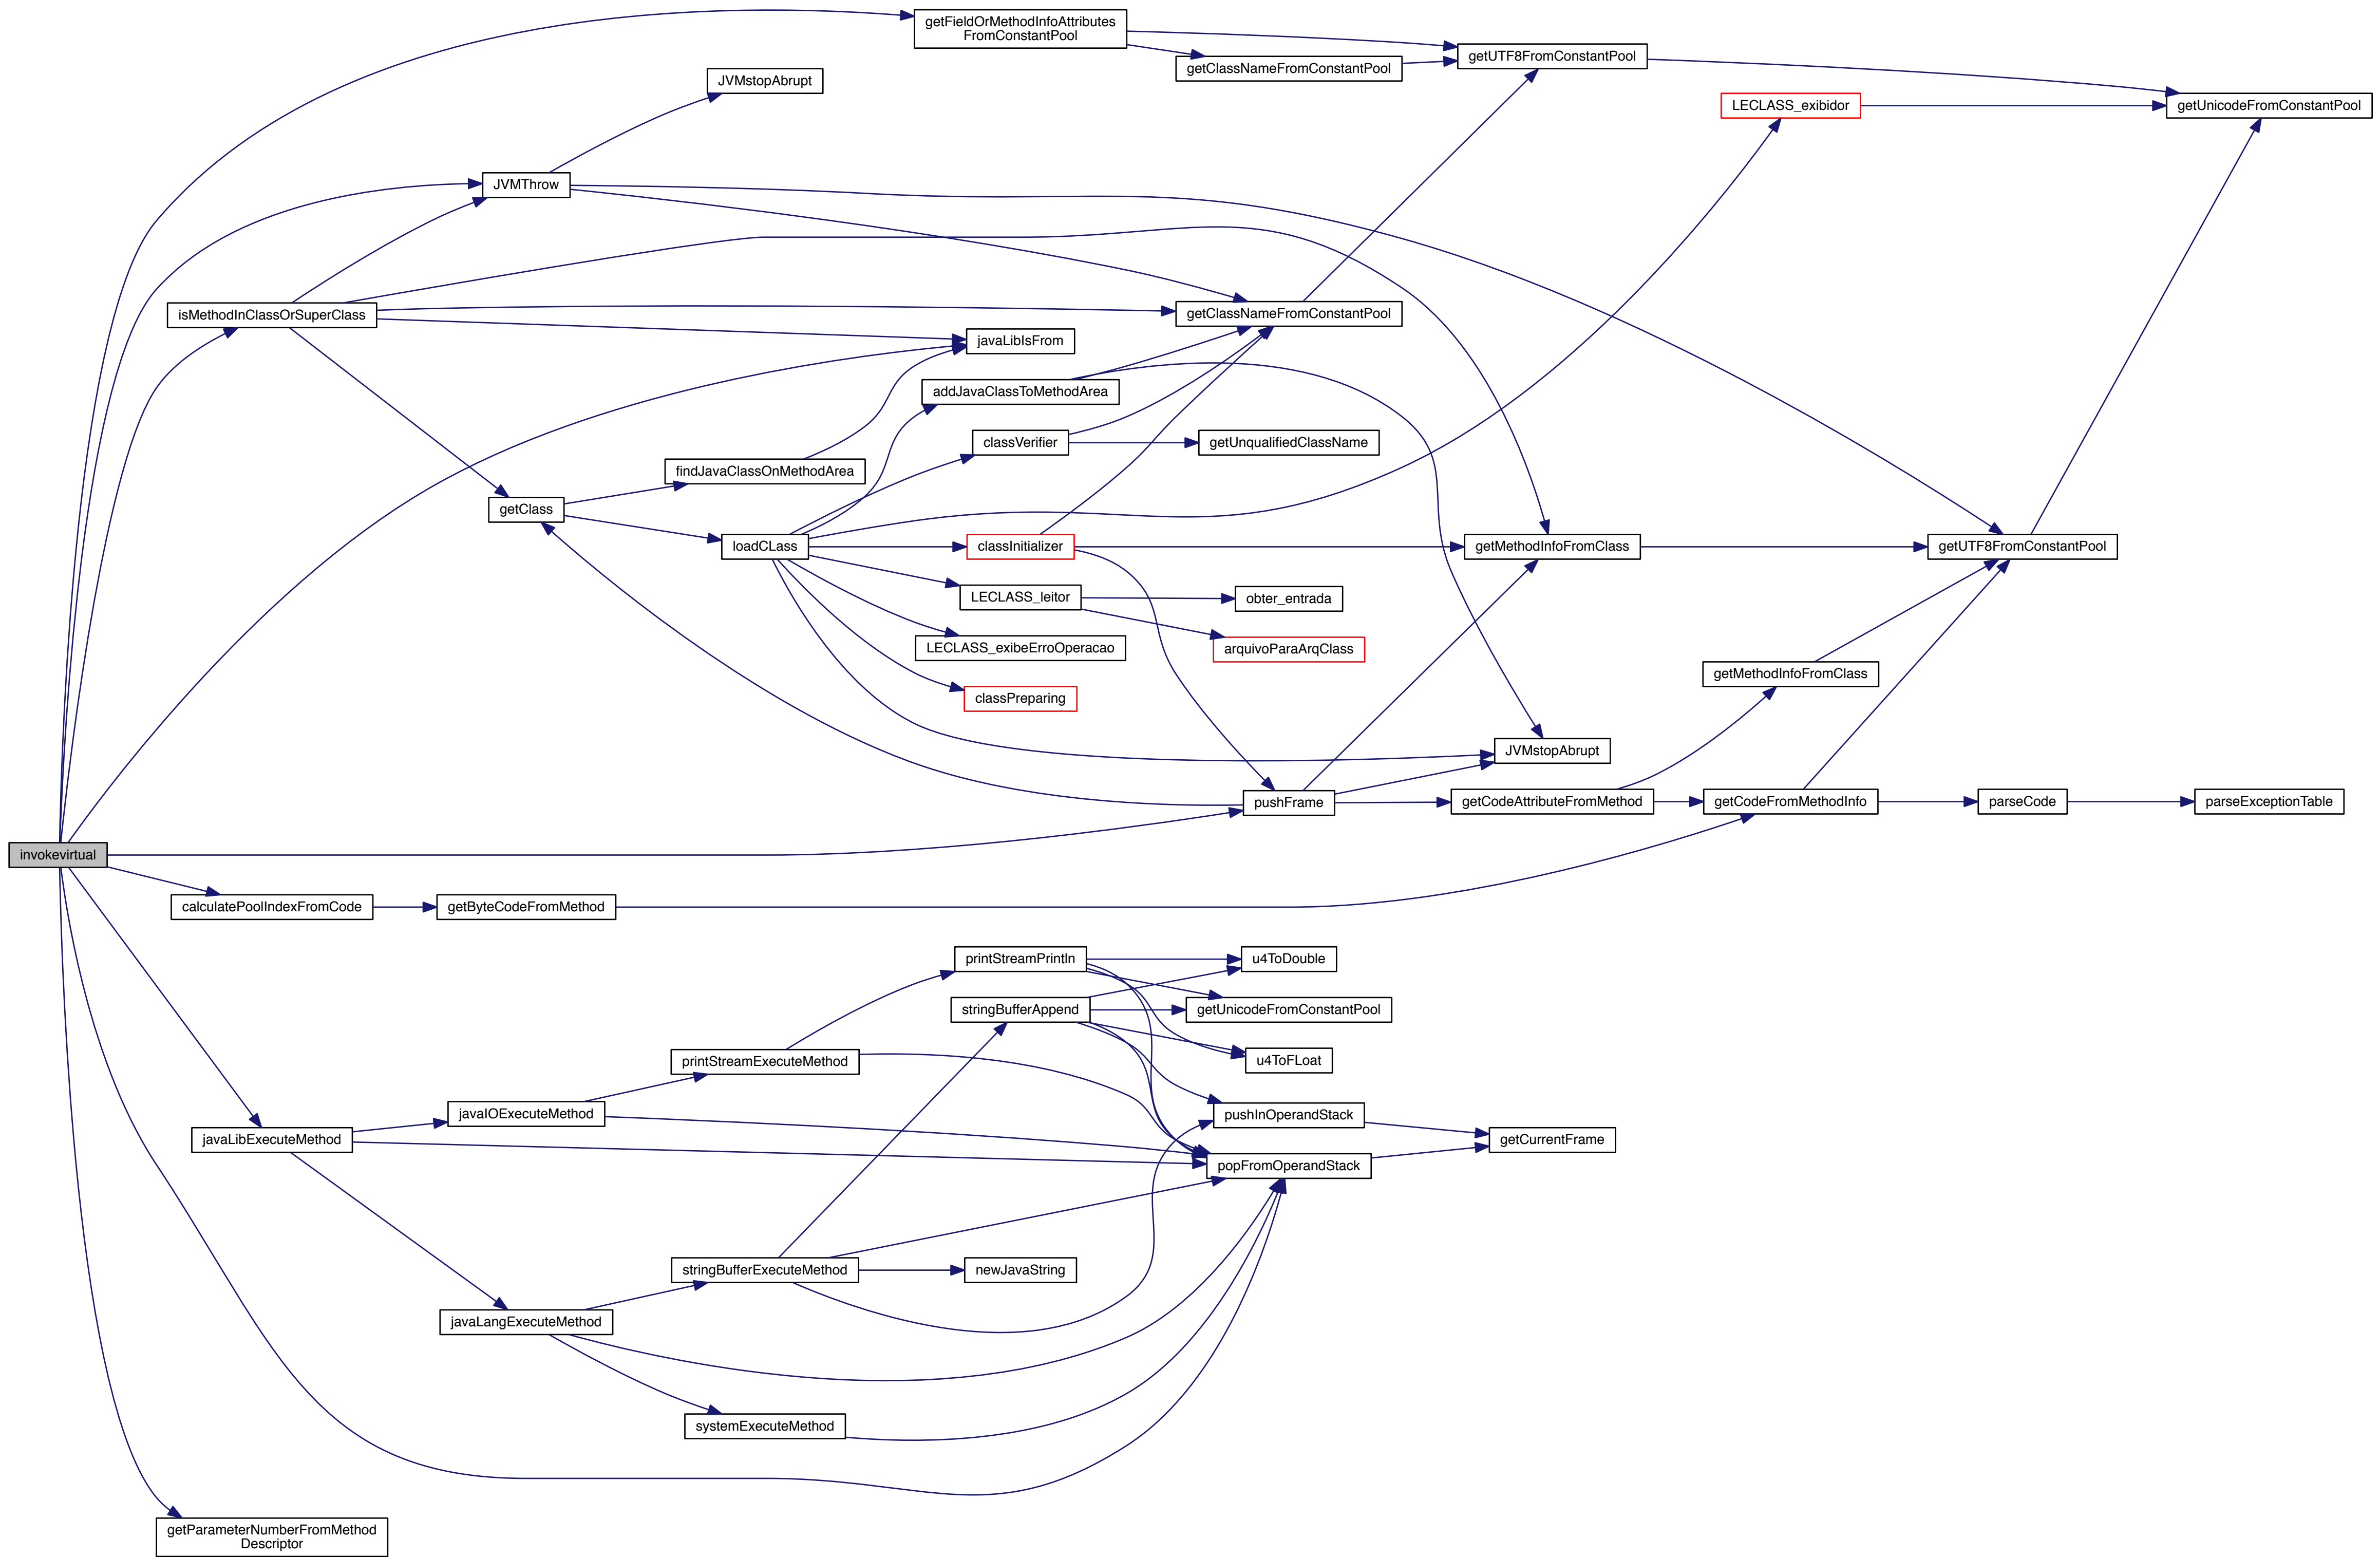 getFieldOrMethodInfoAttributes
FromConstantPool
getUTF8FromConstantPool
getClassNameFromConstantPool
JVMstopAbrupt
LECLASS_exibidor
getUnicodeFromConstantPool
JVMThrow
isMethodInClassOrSuperClass
getClassNameFromConstantPool
javaLibIsFrom
addJavaClassToMethodArea
classVerifier
getUnqualifiedClassName
findJavaClassOnMethodArea
getClass
loadCLass
classInitializer
getMethodInfoFromClass
getUTF8FromConstantPool
LECLASS_leitor
obter_entrada
LECLASS_exibeErroOperacao
arquivoParaArqClass
getMethodInfoFromClass
classPreparing
JVMstopAbrupt
pushFrame
getCodeAttributeFromMethod
getCodeFromMethodInfo
parseCode
parseExceptionTable
invokevirtual
calculatePoolIndexFromCode
getByteCodeFromMethod
printStreamPrintln
u4ToDouble
stringBufferAppend
getUnicodeFromConstantPool
printStreamExecuteMethod
u4ToFLoat
javaIOExecuteMethod
pushInOperandStack
javaLibExecuteMethod
getCurrentFrame
popFromOperandStack
stringBufferExecuteMethod
newJavaString
javaLangExecuteMethod
systemExecuteMethod
getParameterNumberFromMethod
Descriptor